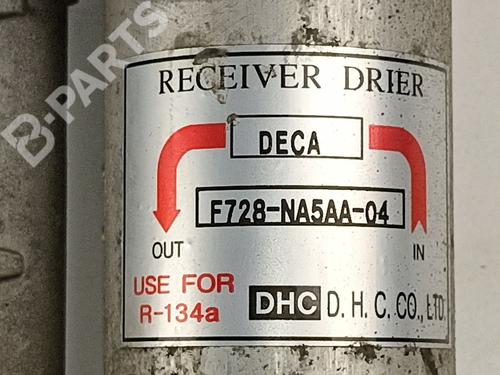 B-PARTS
RECEIVER DRIER
DECA
F728-NA5AA-04
OUT
IN
USE FOR
R-134a
DHC D. H. C. CO., LTD